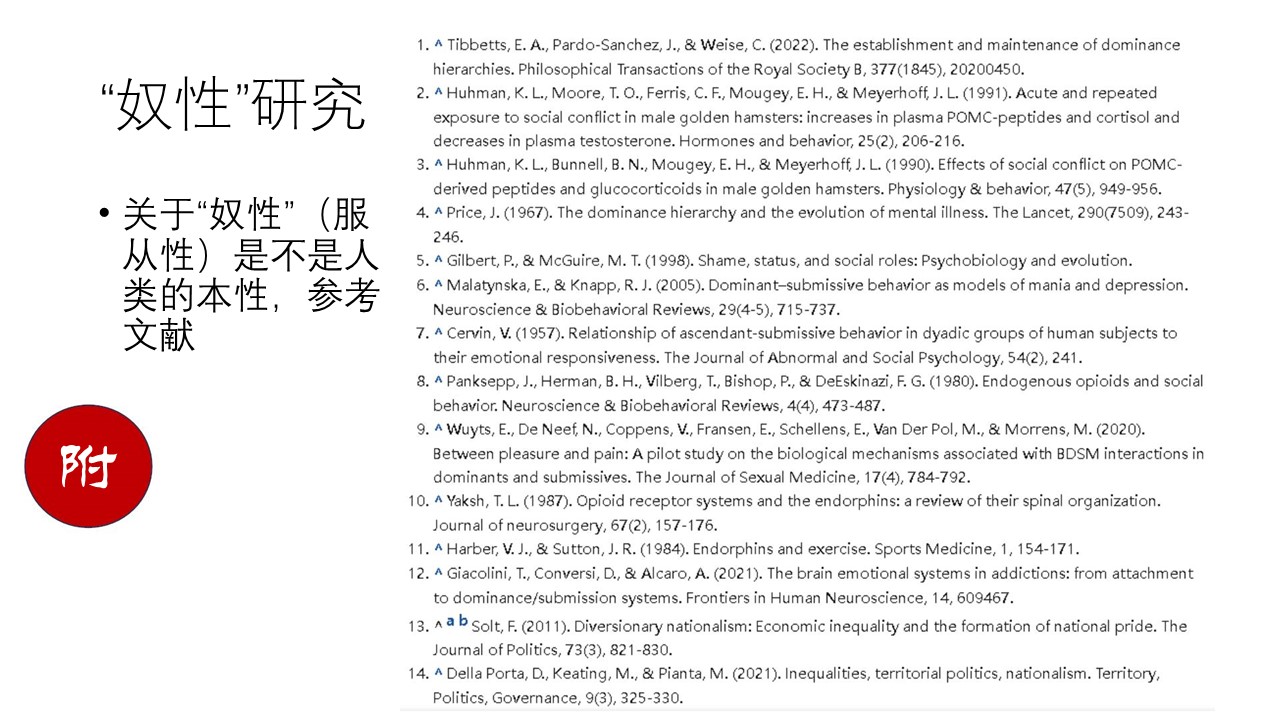 “奴性”研究
• 关于“奴性”（服
从性）是不是人
类的本性，参考
文献
附
1. ^ Tibbetts, E. A., Pardo-Sanchez, J., & Weise, C. (2022). The establishment and maintenance of dominance
hierarchies. Philosophical Transactions of the Royal Society B, 377(1845), 20200450.
2. ^ Huhman, K. L., Moore, T. O., Ferris, C. F., Mougey, E. H., & Meyerhoff, J. L. (1991). Acute and repeated
exposure to social conflict in male golden hamsters: increases in plasma POMC-peptides and cortisol and
decreases in plasma testosterone. Hormones and behavior, 25(2), 206-216.
3. ^ Huhman, K. L., Bunnell, B. N., Mougey, E. H., & Meyerhoff, J. L. (1990). Effects of social conflict on POMC-
derived peptides and glucocorticoids in male golden hamsters. Physiology & behavior, 47(5), 949-956.
4. ^ Price, J. (1967). The dominance hierarchy and the evolution of mental illness. The Lancet, 290(7509), 243-
246.
5. ^ Gilbert, P., & McGuire, M. T. (1998). Shame, status, and social roles: Psychobiology and evolution.
6. ^ Malatynska, E., & Knapp, R. J. (2005). Dominant–submissive behavior as models of mania and depression.
Neuroscience & Biobehavioral Reviews, 29(4-5), 715-737.
7. ^ Cervin, V. (1957). Relationship of ascendant-submissive behavior in dyadic groups of human subjects to
their emotional responsiveness. The Journal of Abnormal and Social Psychology, 54(2), 241.
8. ^ Panksepp, J., Herman, B. H., Vilberg, T., Bishop, P., & DeEskinazi, F. G. (1980). Endogenous opioids and social
behavior. Neuroscience & Biobehavioral Reviews, 4(4), 473-487.
9. ^ Wuyts, E., De Neef, N., Coppens, V., Fransen, E., Schellens, E., Van Der Pol, M., & Morrens, M. (2020).
Between pleasure and pain: A pilot study on the biological mechanisms associated with BDSM interactions in
dominants and submissives. The Journal of Sexual Medicine, 17(4), 784-792.
10. ^ Yaksh, T. L. (1987). Opioid receptor systems and the endorphins: a review of their spinal organization.
Journal of neurosurgery, 67(2), 157-176.
11. ^ Harber, V. J., & Sutton, J. R. (1984). Endorphins and exercise. Sports Medicine, 1, 154-171.
12. ^ Giacolini, T., Conversi, D., & Alcaro, A. (2021). The brain emotional systems in addictions: from attachment
to dominance/submission systems. Frontiers in Human Neuroscience, 14, 609467.
13. ^ a b Solt, F. (2011). Diversionary nationalism: Economic inequality and the formation of national pride. The
Journal of Politics, 73(3), 821-830.
14. ^ Della Porta, D., Keating, M., & Pianta, M. (2021). Inequalities, territorial politics, nationalism. Territory,
Politics, Governance, 9(3), 325-330.